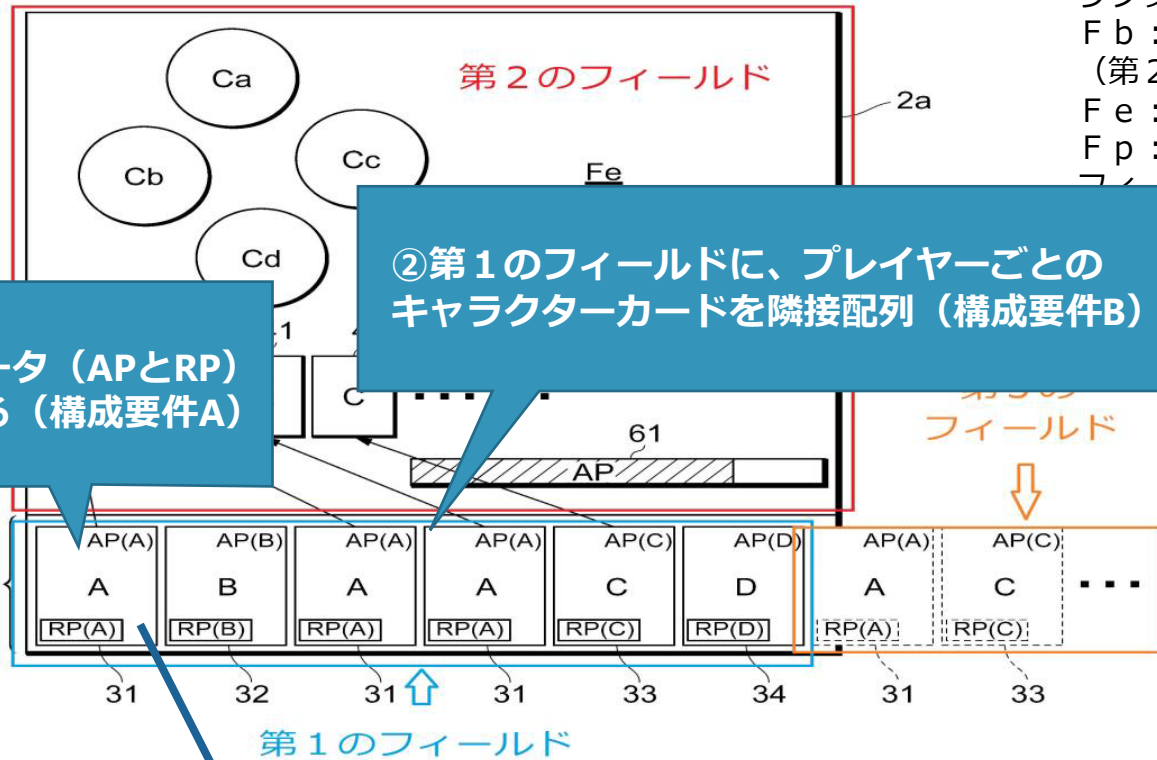 Fb：
（第2
Fe：
Fp：
第２のフィールド
2a
Ca
Cb
Cc
Cd
Fe
②第１のフィールドに、プレイヤーごとの
キャラクターカードを隣接配列（構成要件B）
ータ（APとRP）
る（構成要件A）
1
C
フィールド
61
AP
AP(A) AP(B) AP(A) AP(A) AP(C) AP(D) AP(A) AP(C)
A B A A C D A C
RP(A) RP(B) RP(A) RP(A) RP(C) RP(D) RP(A) RP(C)
31 32 31 31 33 34 31 33
第１のフィールド